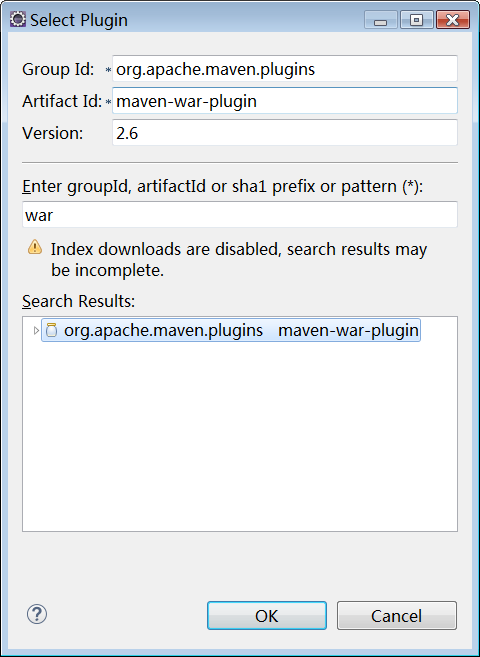 Select Plugin
Group Id: *org.apache.maven.plugins
Artifact Id: *maven-war-plugin
Version: 2.6
Enter groupId, artifactId or sha1 prefix or pattern (*):
war
Index downloads are disabled, search results may
be incomplete.
Search Results:
org.apache.maven.plugins maven-war-plugin
? OK Cancel